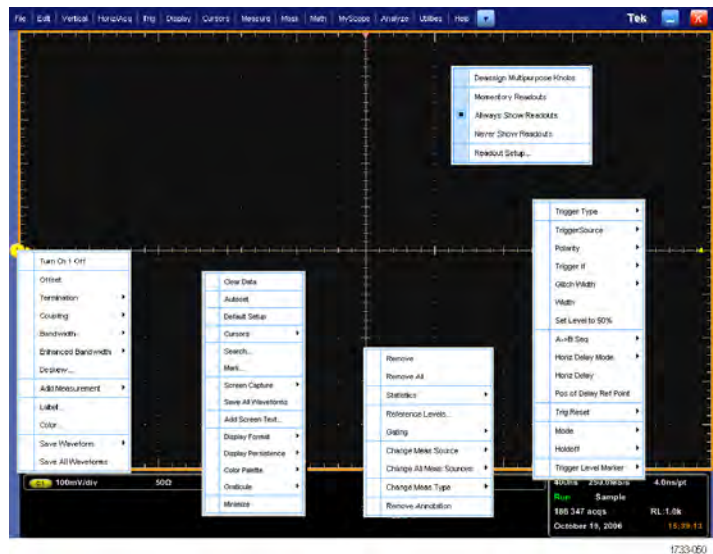 File Edit Vertical Horiz/Acq Trig Display Cursors Measure Mask Math MyScope Analyze Utilities Help Tek
Deassign Multipurpose Knobs
Momentary Readouts
Always Show Readouts
Never Show Readouts
Readout Setup...
Trigger Type
TriggerSource
Polarity
Trigger If
Glitch Width
Width
Set Level to 50%
A->B Seq
Horiz Delay Mode
Horiz Delay
Pos of Delay Ref Point
Trig Reset
Mode
Holdoff
Trigger Level Marker
Turn Ch 1 Off
Offset
Termination
Coupling
Bandwidth
Enhanced Bandwidth
Deskew...
Add Measurement
Label...
Color...
Save Waveform
Save All Waveforms
Clear Data
Autoset
Default Setup
Cursors
Search...
Mark...
Screen Capture
Save All Waveforms
Add Screen Text...
Display Format
Display Persistence
Color Palette
Graticule
Minimize
Remove
Remove All
Statistics
Reference Levels...
Gating
Change Meas Source
Change All Meas Sources
Change Meas Type
Remove Annotation
C1 100mV/div 50Ω
400ns 250.0MS/s 4.0ns/pt
Run Sample
186 347 acqs RL:1.0k
October 19, 2006 15:39:13
1733-050